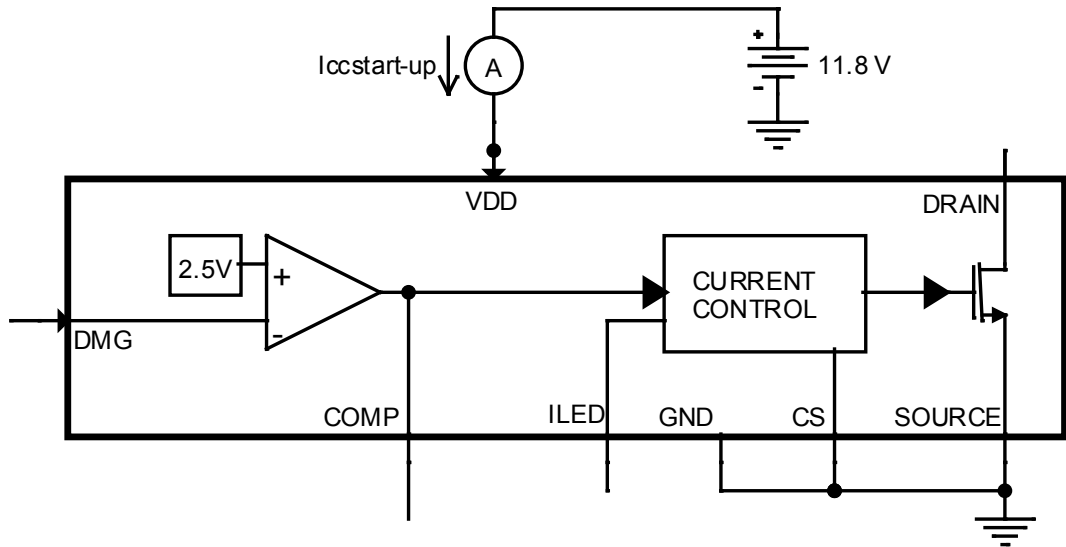 +
Iccstart-up
A
11.8 V
-
VDD
DRAIN
2.5V
+
CURRENT
CONTROL
DMG
-
COMP
ILED
GND
CS
SOURCE